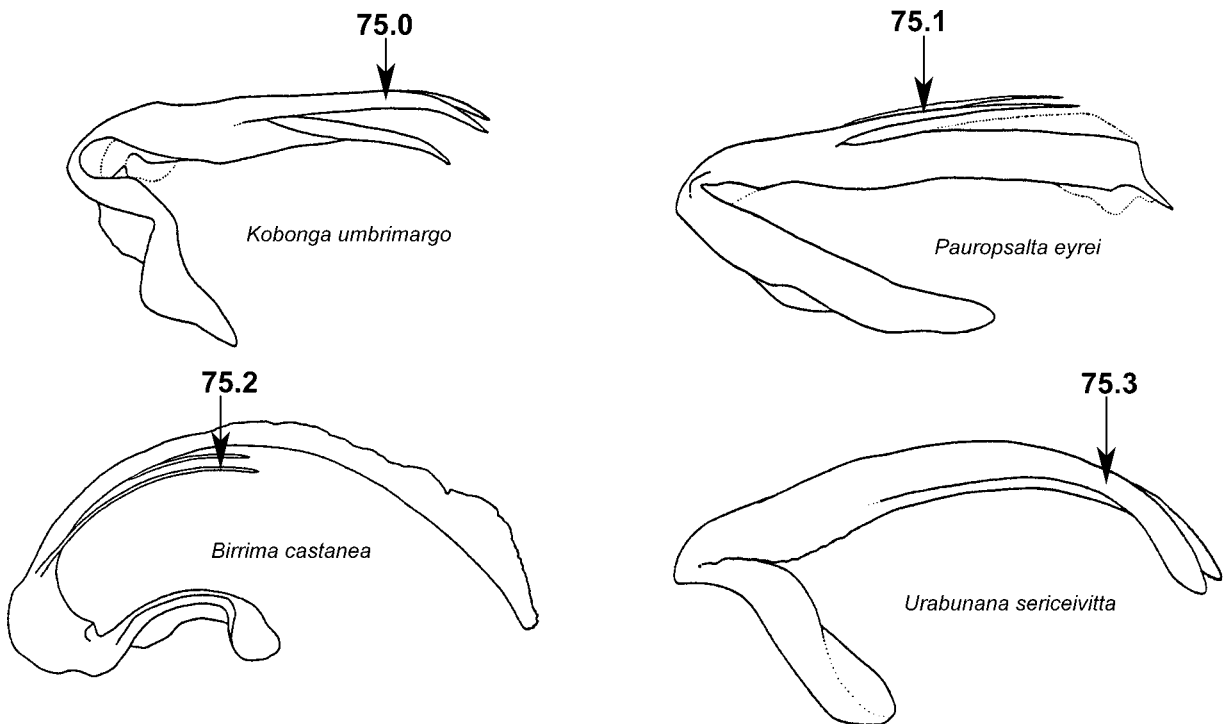 75.0
75.1
Kobonga umbrimargo
Pauropsalta eyrei
75.2
75.3
Birrima castanea
Urabunana sericeivitta